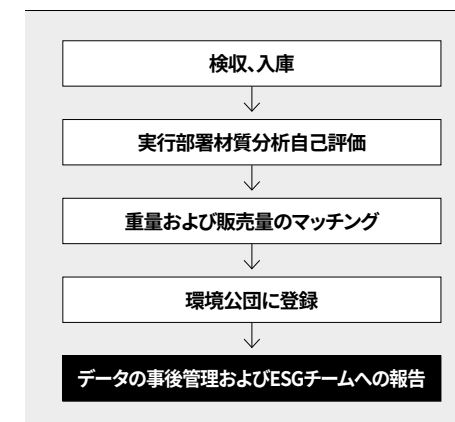 検収、入庫
実行部署材質分析自己評価
重量および販売量のマッチング
環境公団に登録
データの事後管理およびESGチームへの報告